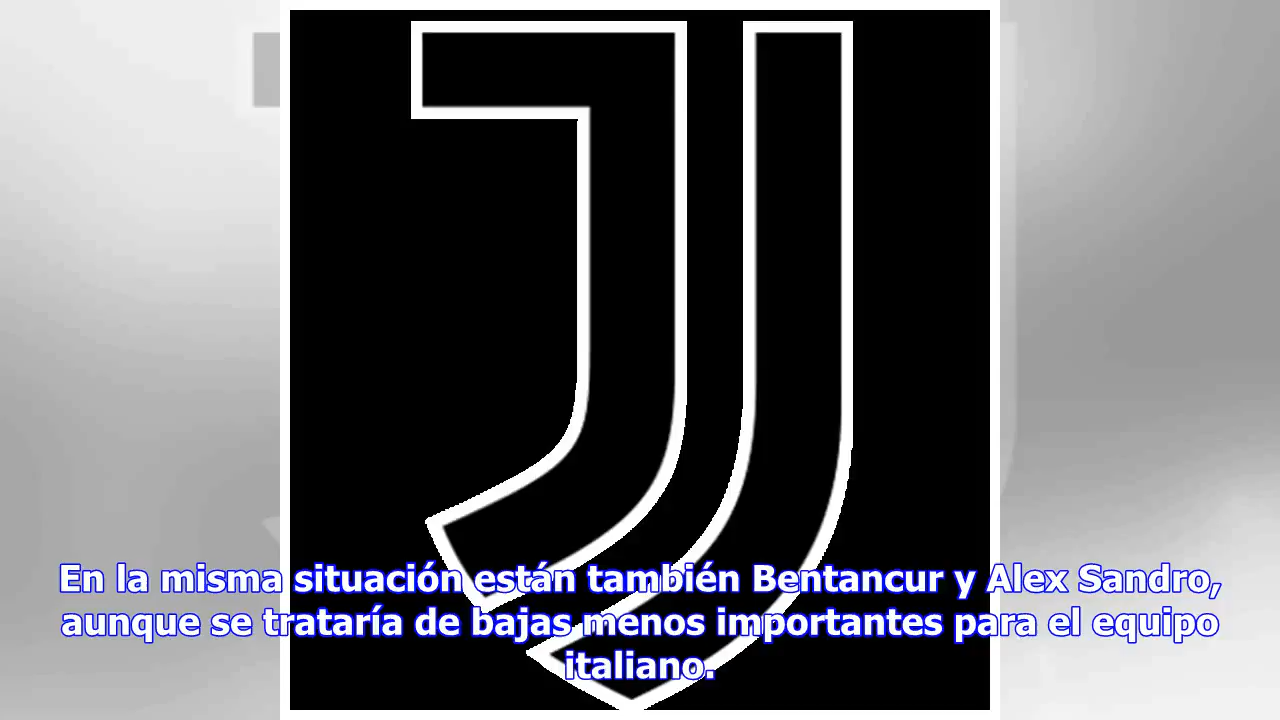 En la misma situación están también Bentancur y Alex Sandro,
aunque se trataría de bajas menos importantes para el equipo
italiano.